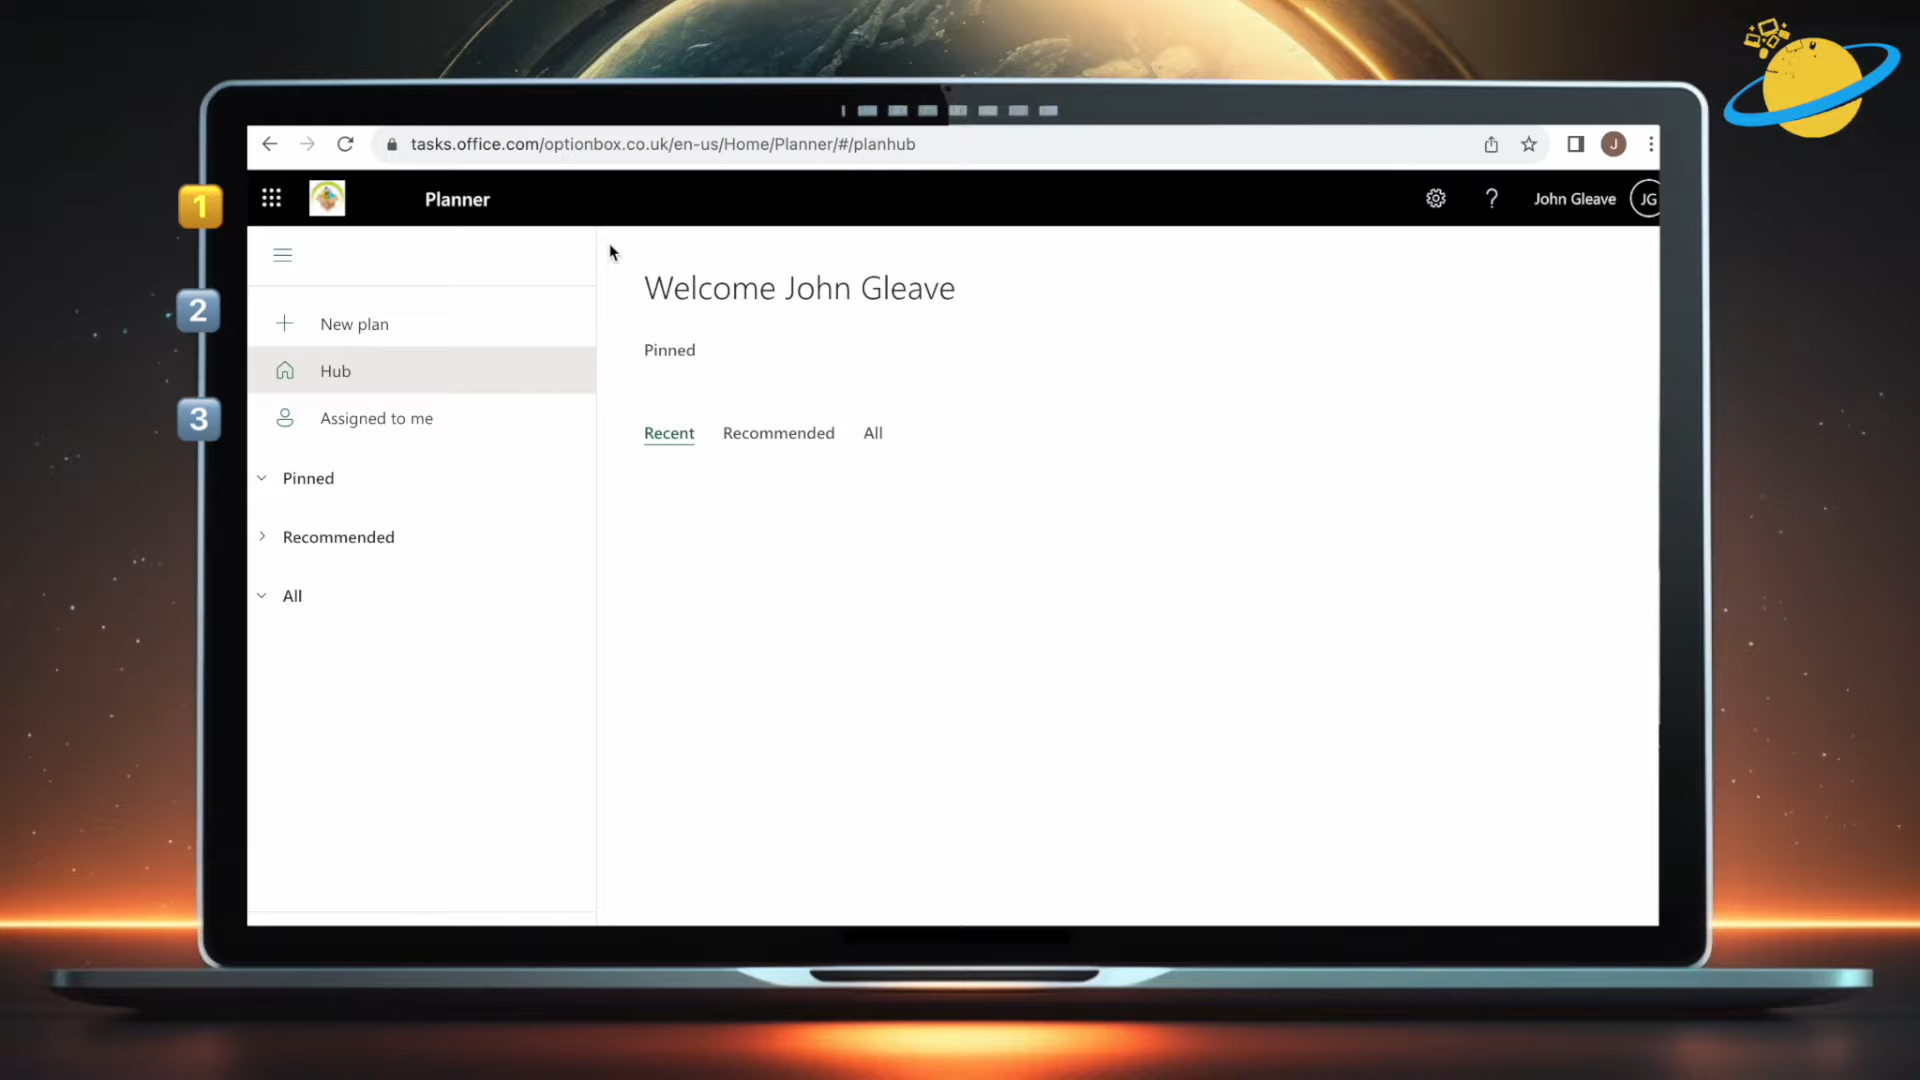 tasks.office.com/optionbox.co.uk/en-us/Home/Planner/#/planhub
J
1
Planner
?
John Gleave
JG
2
New plan
Hub
3
Assigned to me
Pinned
Recommended
All
Welcome John Gleave
Pinned
Recent Recommended All